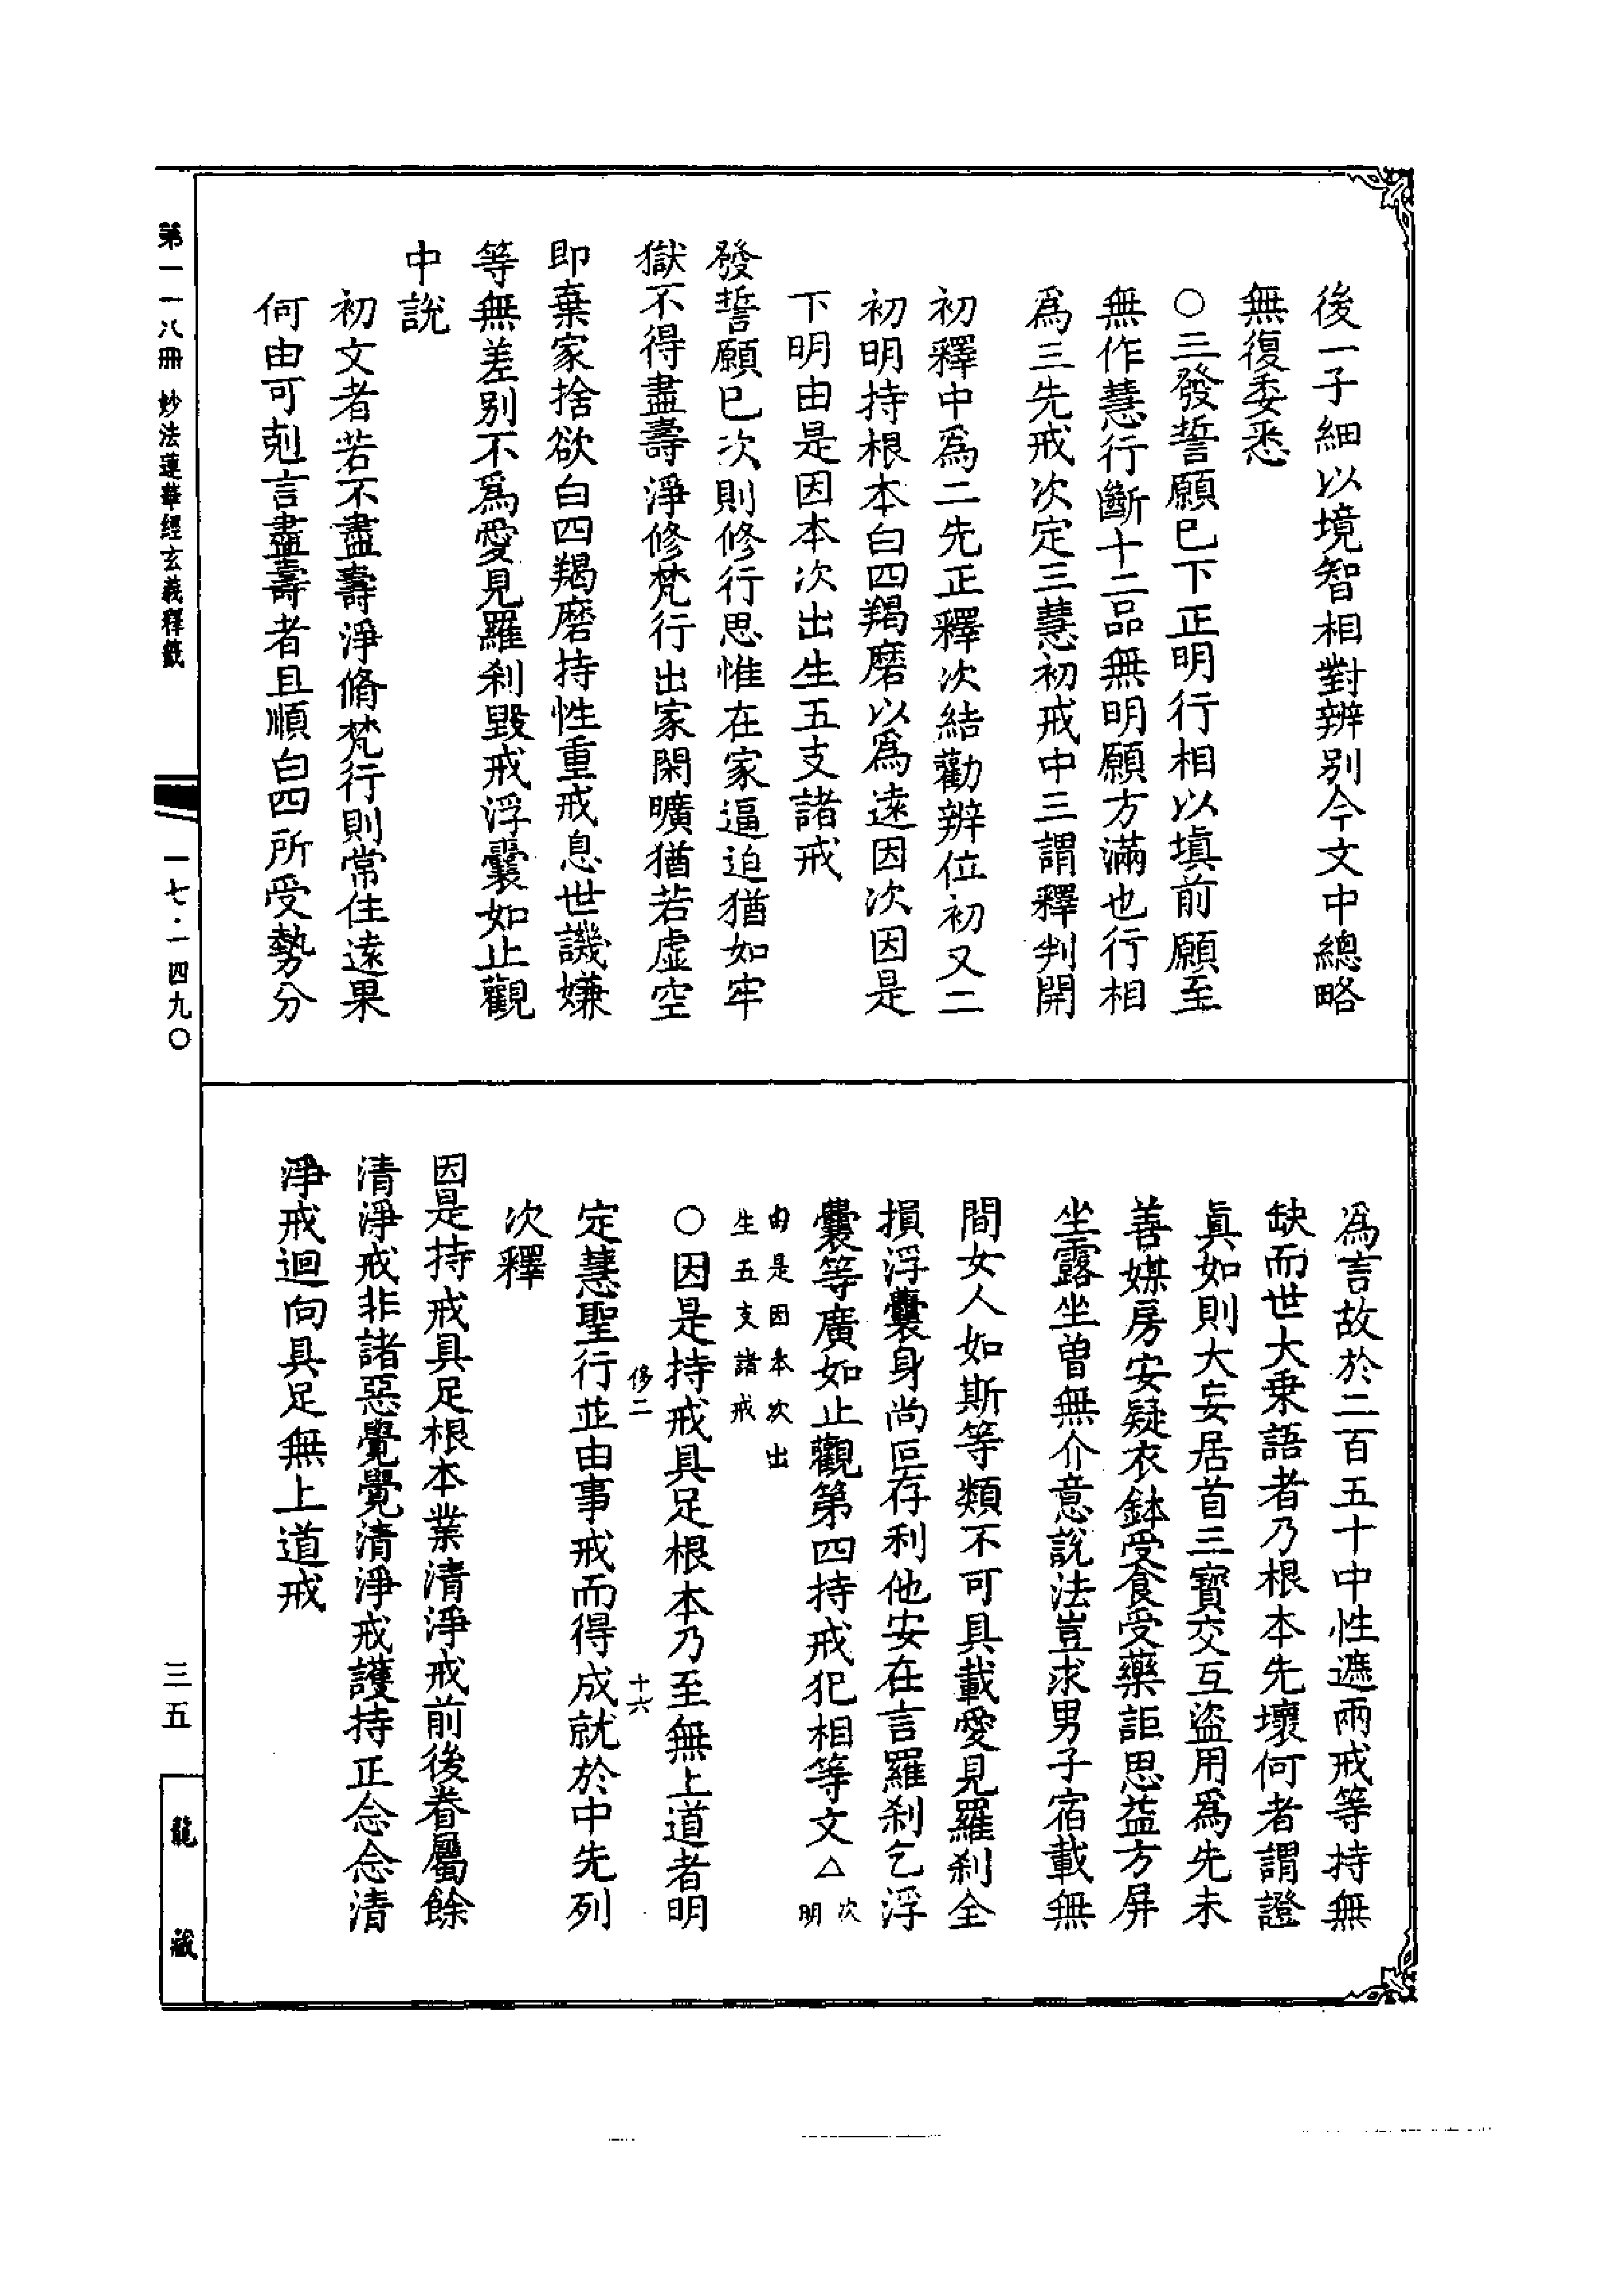 後一子細以境智相對辨別今文中總略
無復委悉
○三發誓願已下正明行相以填前願至
無作慧行斷十二品無明願方滿也行相
爲三先戒次定三慧初戒中三謂釋判開
初釋中爲二先正釋次結勸辨位初又二
初明持根本白四羯磨以爲遠因次因是
下明由是因本次出生五支諸戒
發誓願已次則修行思惟在家逼迫猶如牢
獄不得盡壽淨修梵行出家閑曠猶若虛空
即棄家捨欲白四羯磨持性重戒息世譏嫌
等無差別不爲愛見羅剎毀戒浮囊如止觀
中說
初文者若不盡壽淨脩梵行則常住遠果
何由可剋言盡壽者且順白四所受勢分
爲言故於二百五十中性遮兩戒等持無
缺而世大乗語者乃根本先壞何者謂證
眞如則大妄居首三寶交互盜用爲先未
善媒房安疑衣鉢受食受藥詎思益方屏
坐露坐曾無介意說法豈求男子宿載無
間女人如斯等類不可具載愛見羅剎全
損浮囊身尚叵存利他安在言羅剎乞浮
囊等廣如止觀第四持戒犯相等文△次明
由是因本次出
生五支諸戒
○因是持戒具足根本乃至無上道者明
侈二 十六
定慧聖行並由事戒而得成就於中先列
次釋
因是持戒具足根本業清淨戒前後眷屬餘
清淨戒非諸惡覺覺清淨戒護持正念念清
淨戒迴向具足無上道戒
第一一八冊 妙法蓮華經玄義釋籤
一七·一四九〇
三五
龍藏